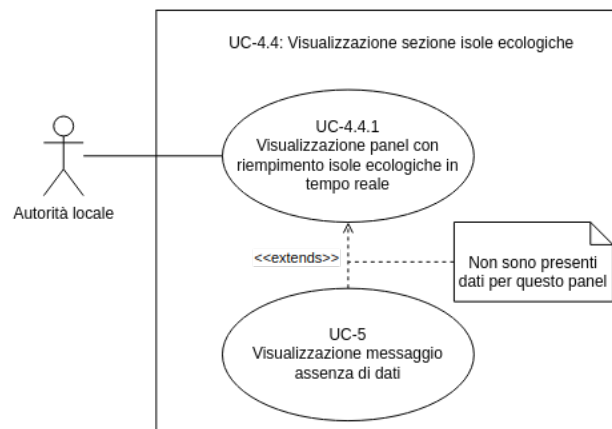 UC-4.4: Visualizzazione sezione isole ecologiche
UC-4.4.1
Visualizzazione panel con
riempimento isole ecologiche in
tempo reale
Autorità locale
<<extends>>
Non sono presenti
dati per questo panel
UC-5
Visualizzazione messaggio
assenza di dati